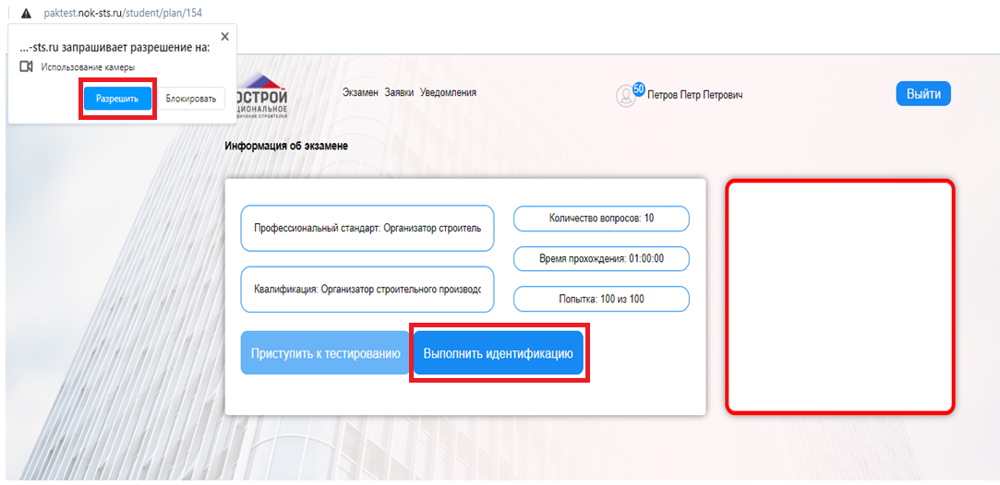 paktest.nok-sts.ru/student/plan/154
...-sts.ru запрашивает разрешение на:
Использование камеры
Разрешить
Блокировать
ОСТРОЙ
ЦИОНАЛЬНОЕ
ДИНЕНИЕ СТРОИТЕЛЕЙ
Экзамен Заявки Уведомления
50
Петров Петр Петрович
Выйти
Информация об экзамене
Профессиональный стандарт: Организатор строитель
Количество вопросов: 10
Время прохождения: 01:00:00
Квалификация: Организатор строительного производс
Попытка: 100 из 100
Приступить к тестированию
Выполнить идентификацию